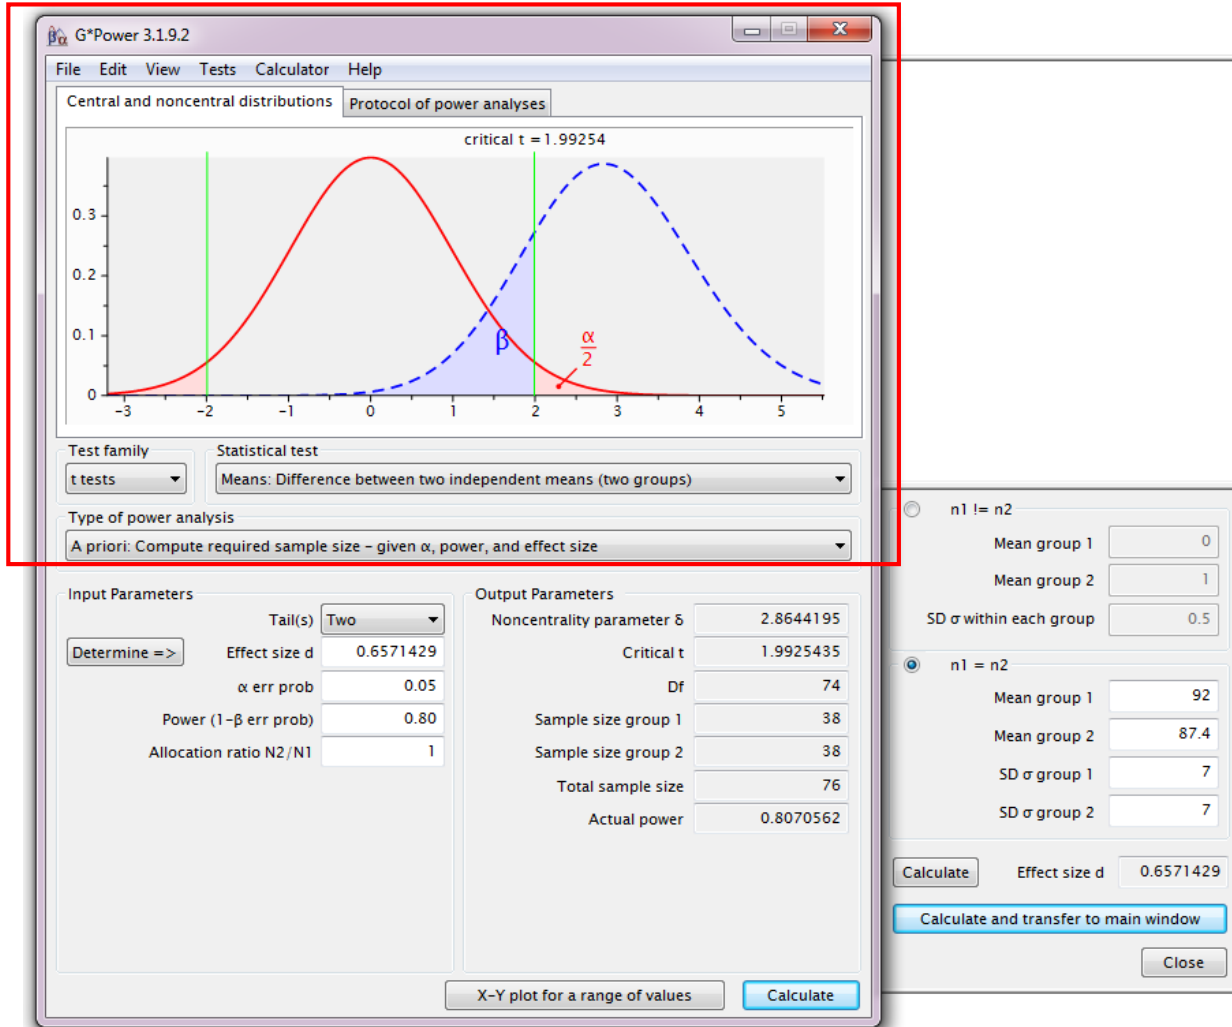 G*Power 3.1.9.2
File Edit View Tests Calculator Help
Central and noncentral distributions Protocol of power analyses
critical t = 1.99254
0.3
0.2
0.1
0
β
α
2
-3 -2 -1 0 1 2 3 4 5
Test family Statistical test
t tests Means: Difference between two independent means (two groups)
Type of power analysis
A priori: Compute required sample size – given α, power, and effect size
Input Parameters
Tail(s) Two
Determine => Effect size d 0.6571429
α err prob 0.05
Power (1-β err prob) 0.80
Allocation ratio N2/N1 1
Output Parameters
Noncentrality parameter δ 2.8644195
Critical t 1.9925435
Df 74
Sample size group 1 38
Sample size group 2 38
Total sample size 76
Actual power 0.8070562
X-Y plot for a range of values Calculate
n1 != n2
Mean group 1 0
Mean group 2 1
SD σ within each group 0.5
n1 = n2
Mean group 1 92
Mean group 2 87.4
SD σ group 1 7
SD σ group 2 7
Calculate Effect size d 0.6571429
Calculate and transfer to main window
Close